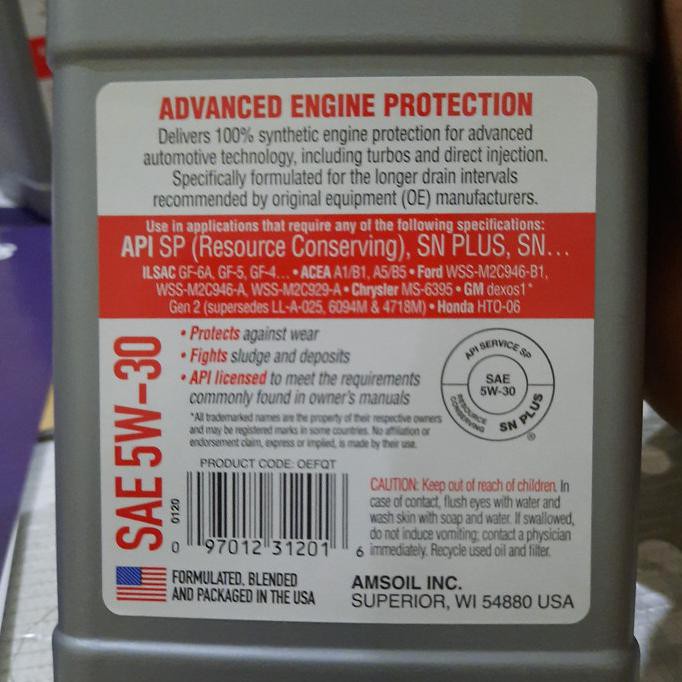 ADVANCED ENGINE PROTECTION
Delivers 100% synthetic engine protection for advanced
automotive technology, including turbos and direct injection.
Specifically formulated for the longer drain intervals
recommended by original equipment (OE) manufacturers.
Use in applications that require any of the following specifications:
API SP (Resource Conserving), SN PLUS, SN...
ILSAC GF-6A, GF-5, GF-4... • ACEA A1/B1, A5/B5 • Ford WSS-M2C946-B1,
WSS-M2C946-A, WSS-M2C929-A • Chrysler MS-6395 • GM dexos1*
Gen 2 (supersedes LL-A-025, 6094M & 4718M) • Honda HTO-06
SAE 5W-30
• Protects against wear
• Fights sludge and deposits
• API licensed to meet the requirements
commonly found in owner's manuals
*All trademarked names are the property of their respective owners
and may be registered marks in some countries. No affiliation or
endorsement claim, express or implied, is made by their use.
API SERVICE SP
SAE
5W-30
RESOURCE
CONSERVING
SN PLUS
®
PRODUCT CODE: OEFQT
0120
0 97012 31201 6
CAUTION: Keep out of reach of children. In
case of contact, flush eyes with water and
wash skin with soap and water. If swallowed,
do not induce vomiting; contact a physician
immediately. Recycle used oil and filter.
FORMULATED, BLENDED
AND PACKAGED IN THE USA
AMSOIL INC.
SUPERIOR, WI 54880 USA